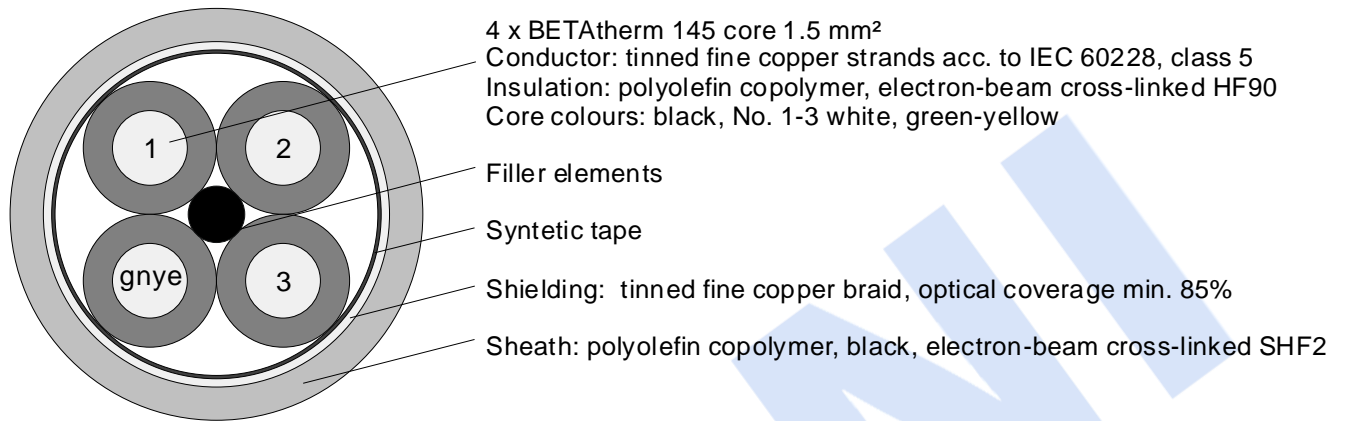 4 x BETAtherm 145 core 1.5 mm²
Conductor: tinned fine copper strands acc. to IEC 60228, class 5
Insulation: polyolefin copolymer, electron-beam cross-linked HF90
Core colours: black, No. 1-3 white, green-yellow
1
2
Filler elements
Syntetic tape
gnye
3
Shielding: tinned fine copper braid, optical coverage min. 85%
Sheath: polyolefin copolymer, black, electron-beam cross-linked SHF2
NI